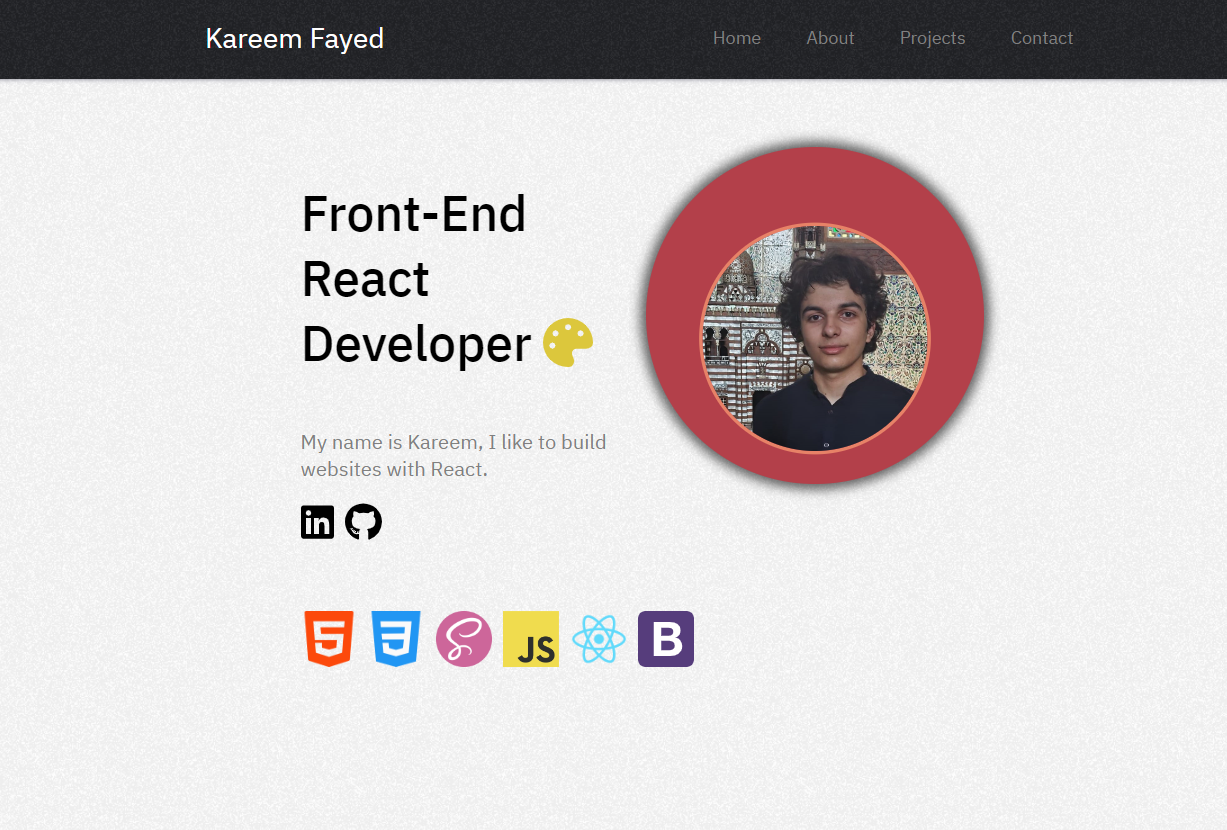 Kareem Fayed
Home About Projects Contact
Front-End
React
Developer
My name is Kareem, I like to build
websites with React.
in
5 3 JS B